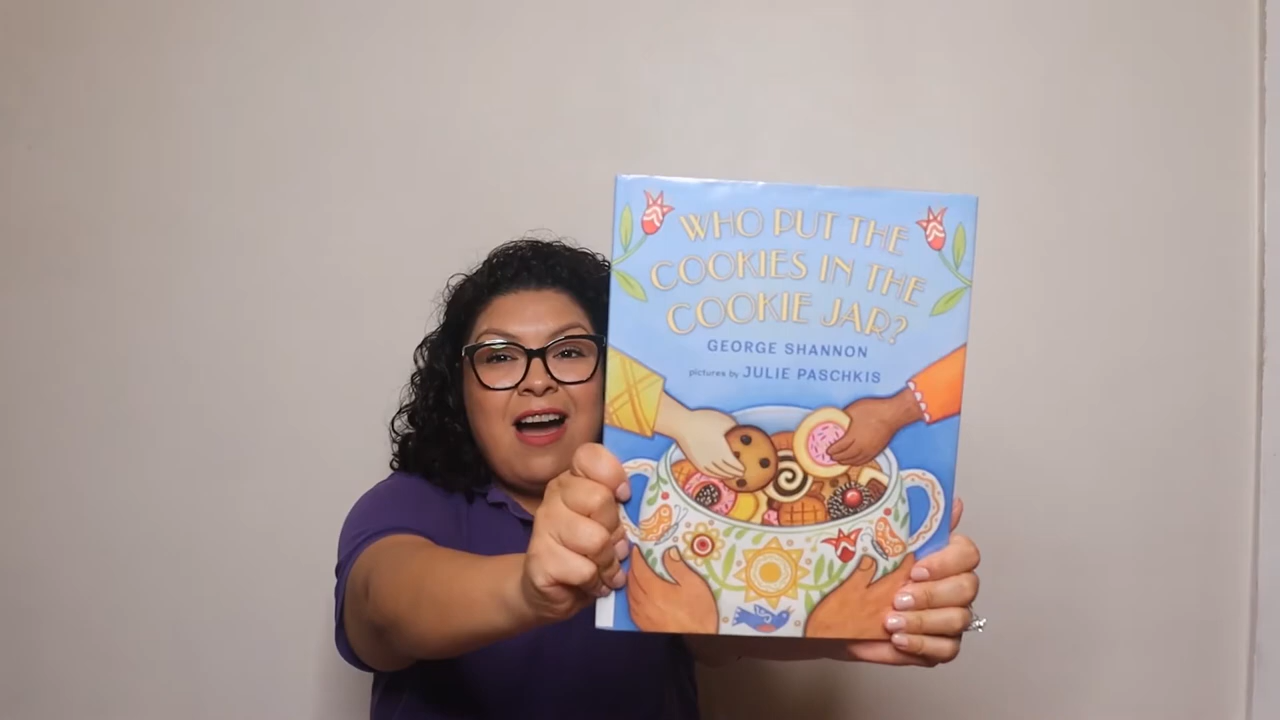 WHO PUT THE
COOKIES IN THE
COOKIE JAR?
GEORGE SHANNON
pictures by JULIE PASCHKIS